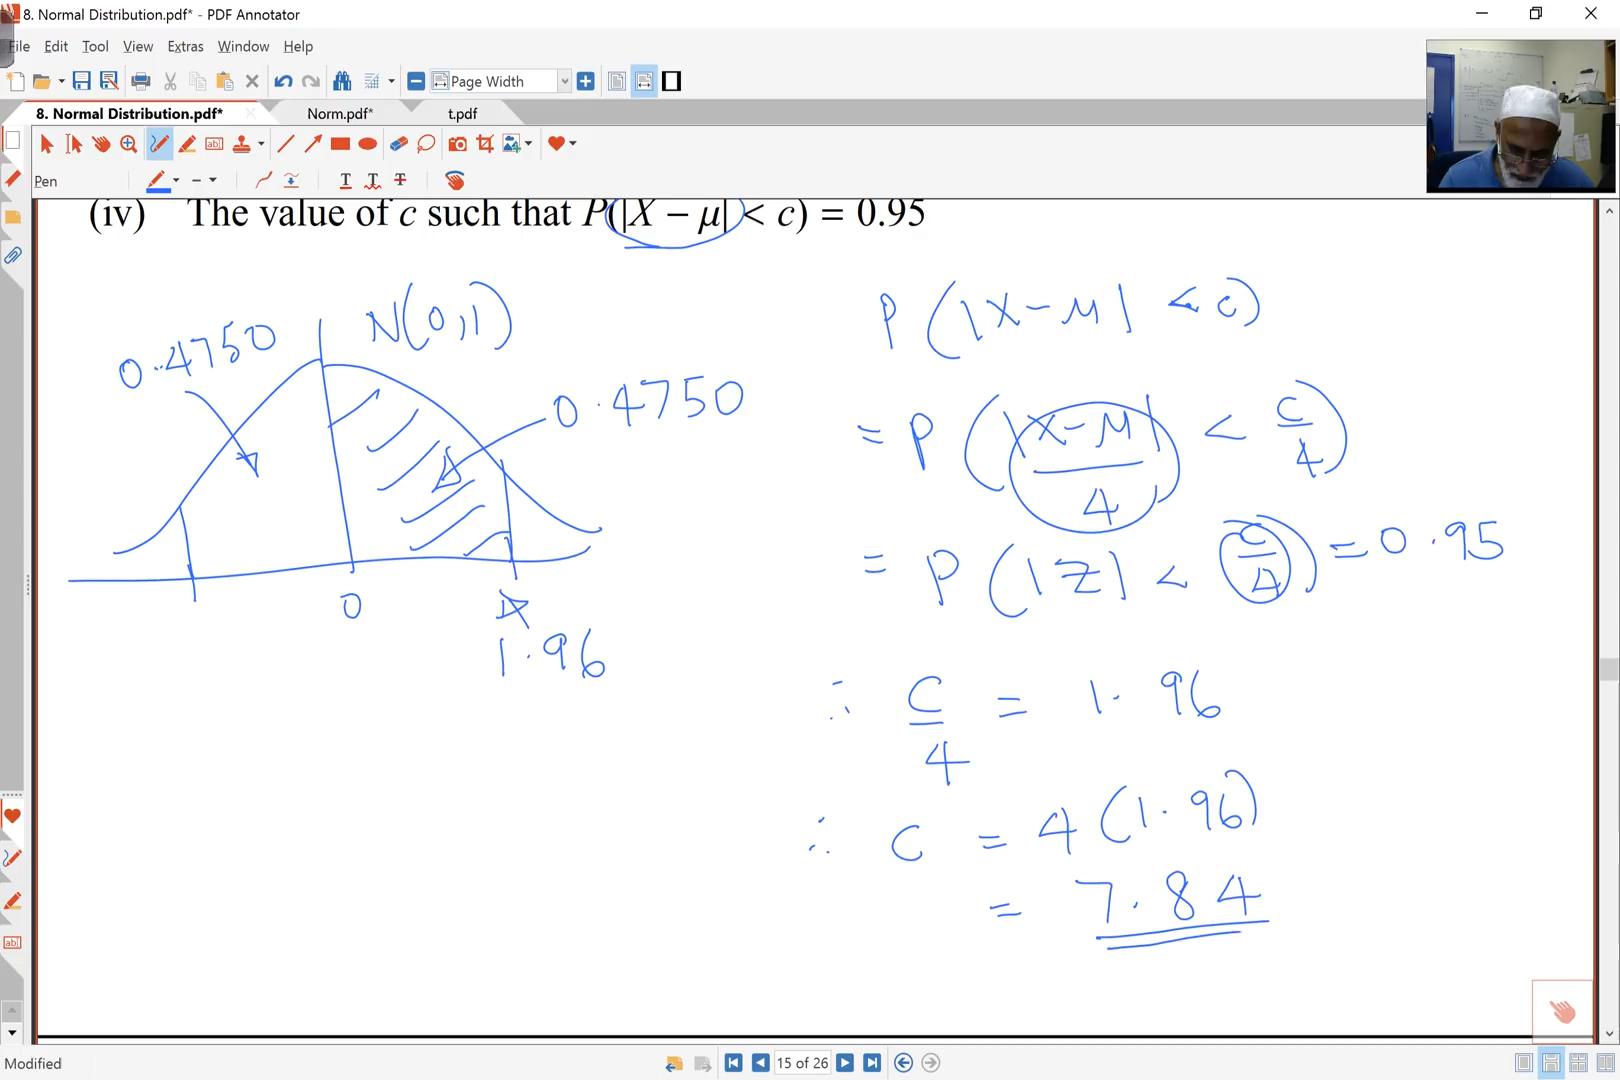 8. Normal Distribution.pdf* - PDF Annotator
File Edit Tool View Extras Window Help
Page Width
8. Normal Distribution.pdf* Norm.pdf* t.pdf
Pen
(iv) The value of c such that P(|X − μ| < c) = 0.95
N(0,1)
0.4750
0.4750
0
1.96
P(|X−μ| < c)
= P(|X−μ|/4 < c/4)
= P(|Z| < c/4) = 0.95
∴ c/4 = 1.96
∴ c = 4(1.96)
= 7.84
Modified
15 of 26